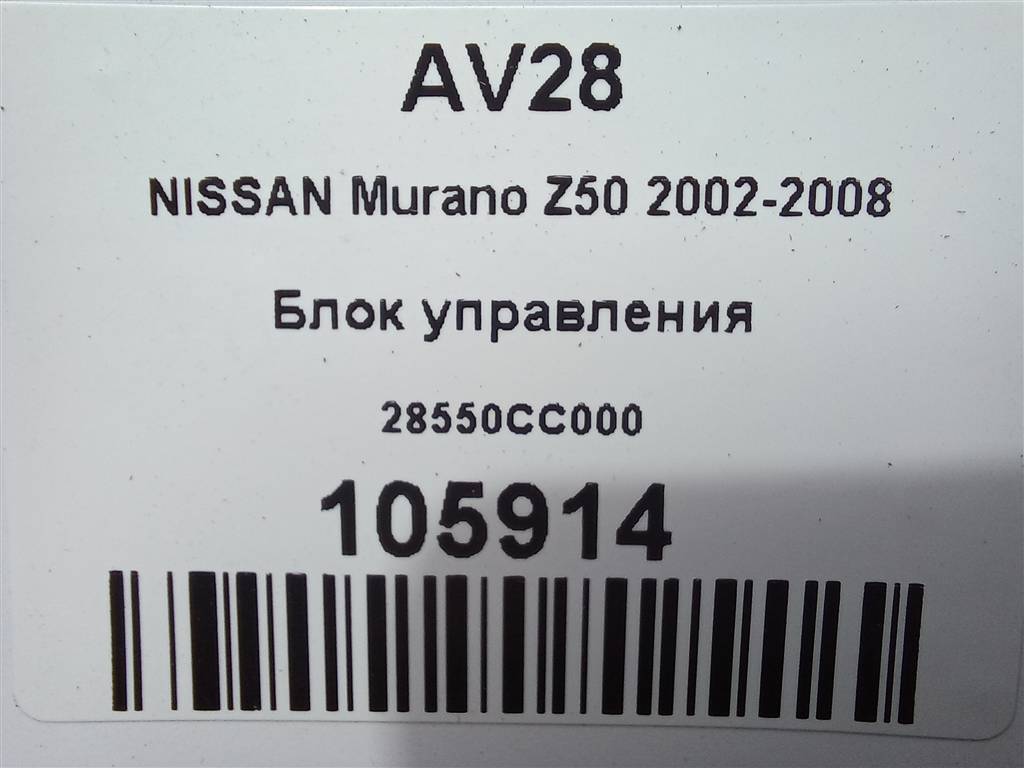 AV28
NISSAN Murano Z50 2002-2008
Блок управления
28550CC000
105914